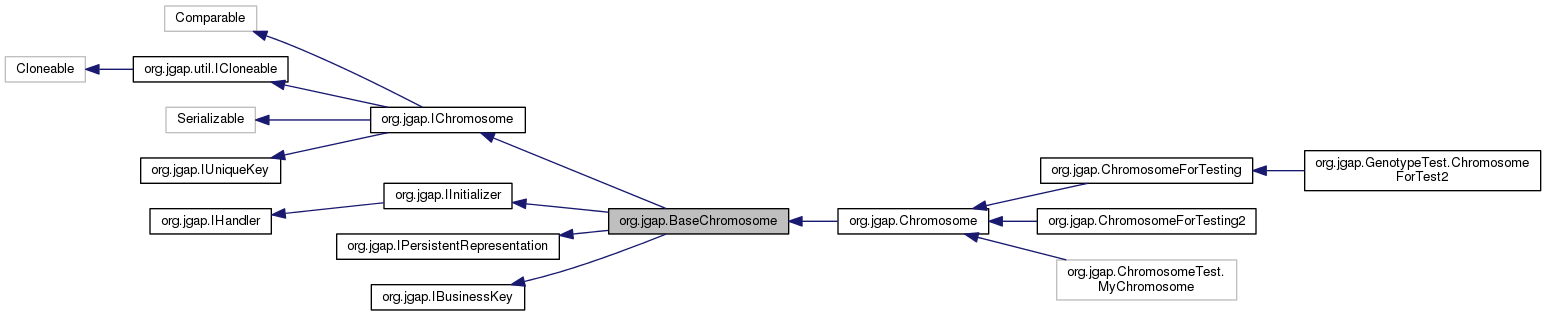 Comparable
Cloneable
org.jgap.util.ICloneable
Serializable
org.jgap.IChromosome
org.jgap.IUniqueKey
org.jgap.IInitializer
org.jgap.IHandler
org.jgap.BaseChromosome
org.jgap.IPersistentRepresentation
org.jgap.IBusinessKey
org.jgap.Chromosome
org.jgap.ChromosomeForTesting
org.jgap.GenotypeTest.Chromosome
ForTest2
org.jgap.ChromosomeForTesting2
org.jgap.ChromosomeTest.
MyChromosome